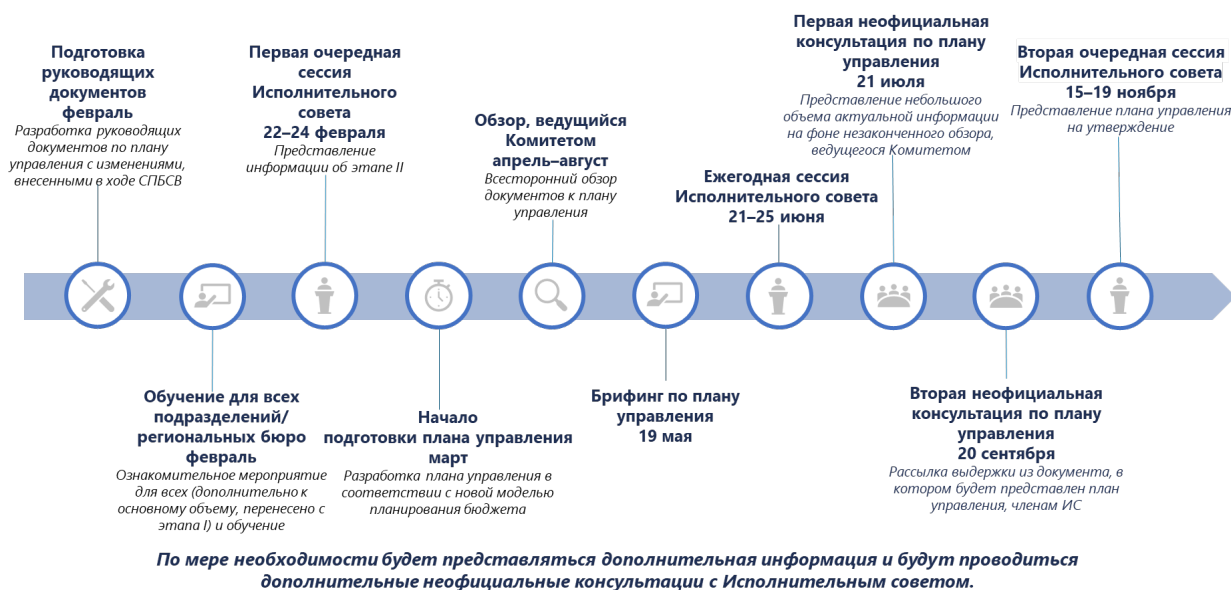 Подготовка
руководящих
документов
февраль
Разработка руководящих
документов по плану
управления с изменениями,
внесенными в ходе СПБСВ
Первая очередная
сессия
Исполнительного
совета
22–24 февраля
Представление
информации об этапе II
Обзор, ведущийся
Комитетом
апрель–август
Всесторонний обзор
документов к плану
управления
Ежегодная сессия
Исполнительного совета
21–25 июня
Первая неофициальная
консультация по плану
управления
21 июля
Представление небольшого
объема актуальной информации
на фоне незаконченного обзора,
ведущегося Комитетом
Вторая очередная сессия
Исполнительного совета
15–19 ноября
Представление плана управления
на утверждение
Обучение для всех
подразделений/
региональных бюро
февраль
Ознакомительное мероприятие
для всех (дополнительно к
основному объему, перенесено с
этапа I) и обучение
Начало
подготовки плана управления
март
Разработка плана управления в
соответствии с новой моделью
планирования бюджета
Брифинг по плану
управления
19 мая
Вторая неофициальная
консультация по плану
управления
20 сентября
Рассылка выдержки из документа, в
котором будет представлен план
управления, членам ИС
По мере необходимости будет представляться дополнительная информация и будут проводиться
дополнительные неофициальные консультации с Исполнительным советом.